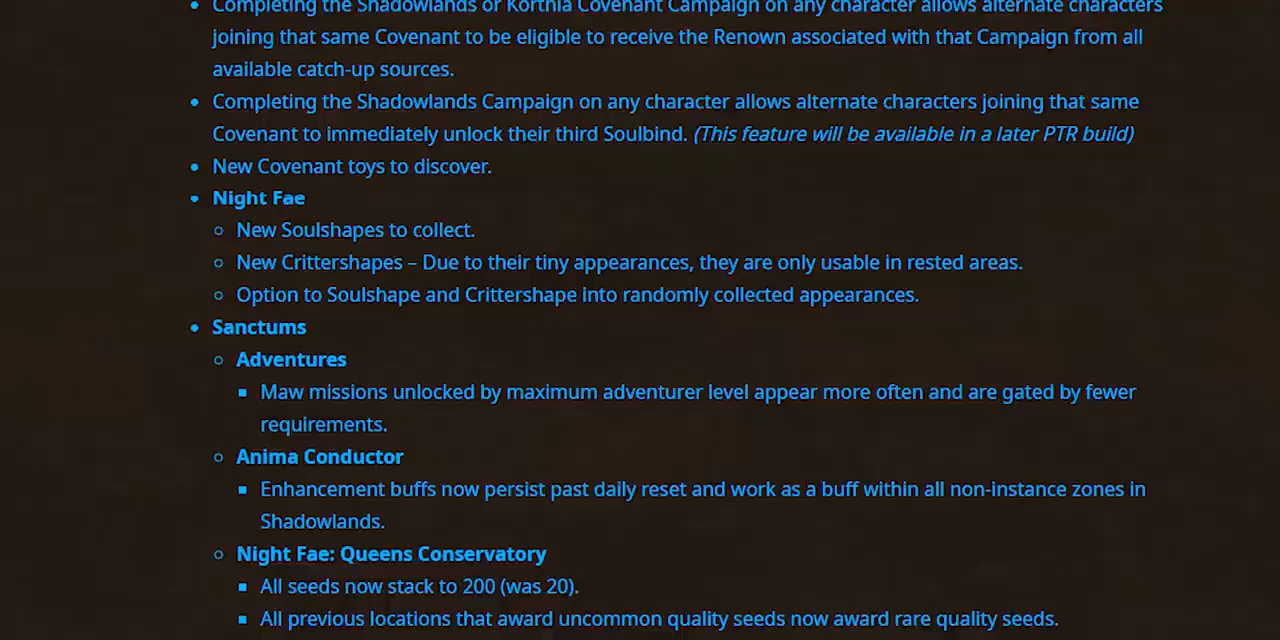 Completing the Shadowlands or Korthia Covenant Campaign on any character allows alternate characters
joining that same Covenant to be eligible to receive the Renown associated with that Campaign from all
available catch-up sources.
Completing the Shadowlands Campaign on any character allows alternate characters joining that same
Covenant to immediately unlock their third Soulbind. (This feature will be available in a later PTR build)
New Covenant toys to discover.
Night Fae
New Soulshapes to collect.
New Crittershapes – Due to their tiny appearances, they are only usable in rested areas.
Option to Soulshape and Crittershape into randomly collected appearances.
Sanctums
Adventures
Maw missions unlocked by maximum adventurer level appear more often and are gated by fewer
requirements.
Anima Conductor
Enhancement buffs now persist past daily reset and work as a buff within all non-instance zones in
Shadowlands.
Night Fae: Queens Conservatory
All seeds now stack to 200 (was 20).
All previous locations that award uncommon quality seeds now award rare quality seeds.